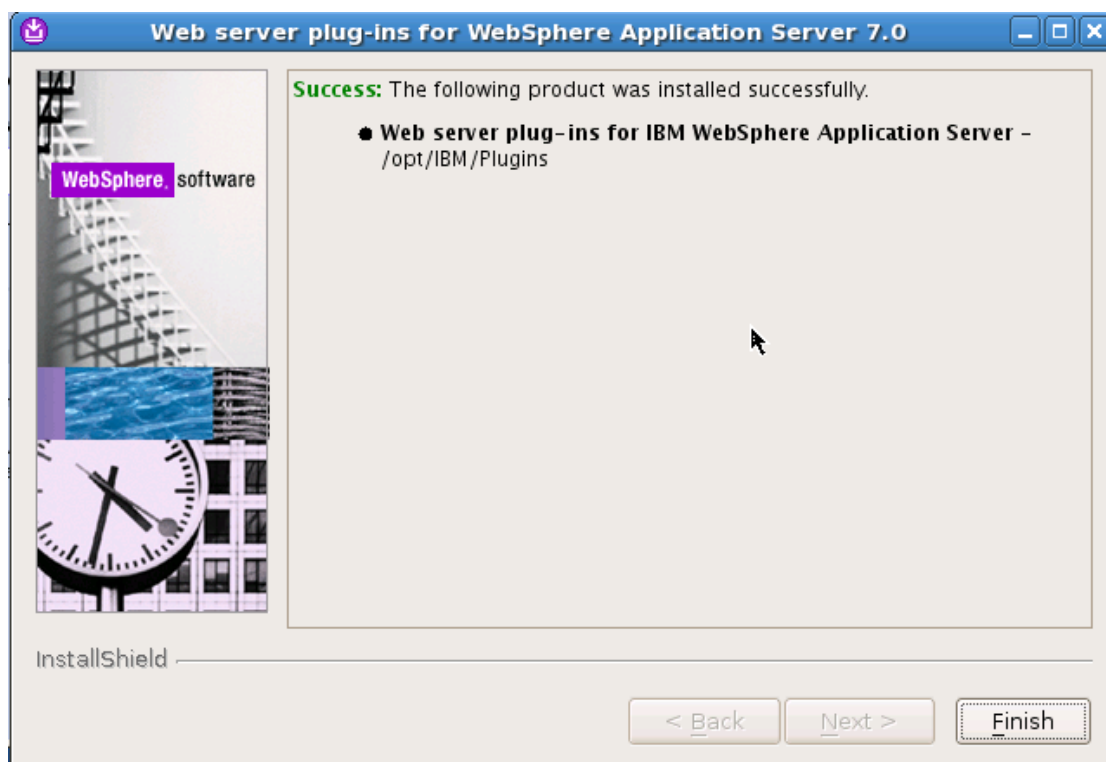 Web server plug-ins for WebSphere Application Server 7.0
Success: The following product was installed successfully.
● Web server plug-ins for IBM WebSphere Application Server -
/opt/IBM/Plugins
WebSphere. software
InstallShield
< Back
Next >
Finish